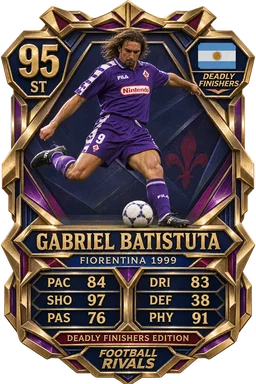 95
ST
DEADLY
FINISHERS
FILA
Nintendo
9
GABRIEL BATISTUTA
FIORENTINA 1999
PAC 84 DRI 83
SHO 97 DEF 38
PAS 76 PHY 91
DEADLY FINISHERS EDITION
FOOTBALL
RIVALS